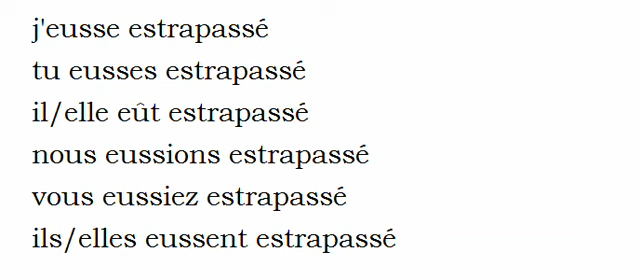 j'eusse estrapassé
tu eusses estrapassé
il/elle eût estrapassé
nous eussions estrapassé
vous eussiez estrapassé
ils/elles eussent estrapassé